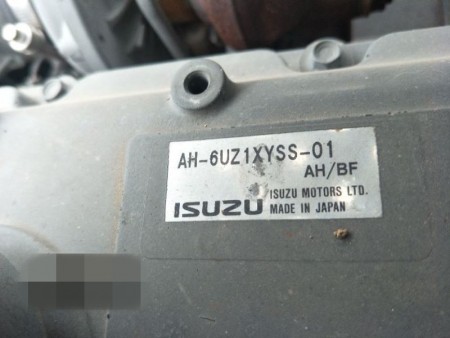 AH-6UZ1XYSS-01
AH/BF
ISUZU ISUZU MOTORS LTD.
MADE IN JAPAN